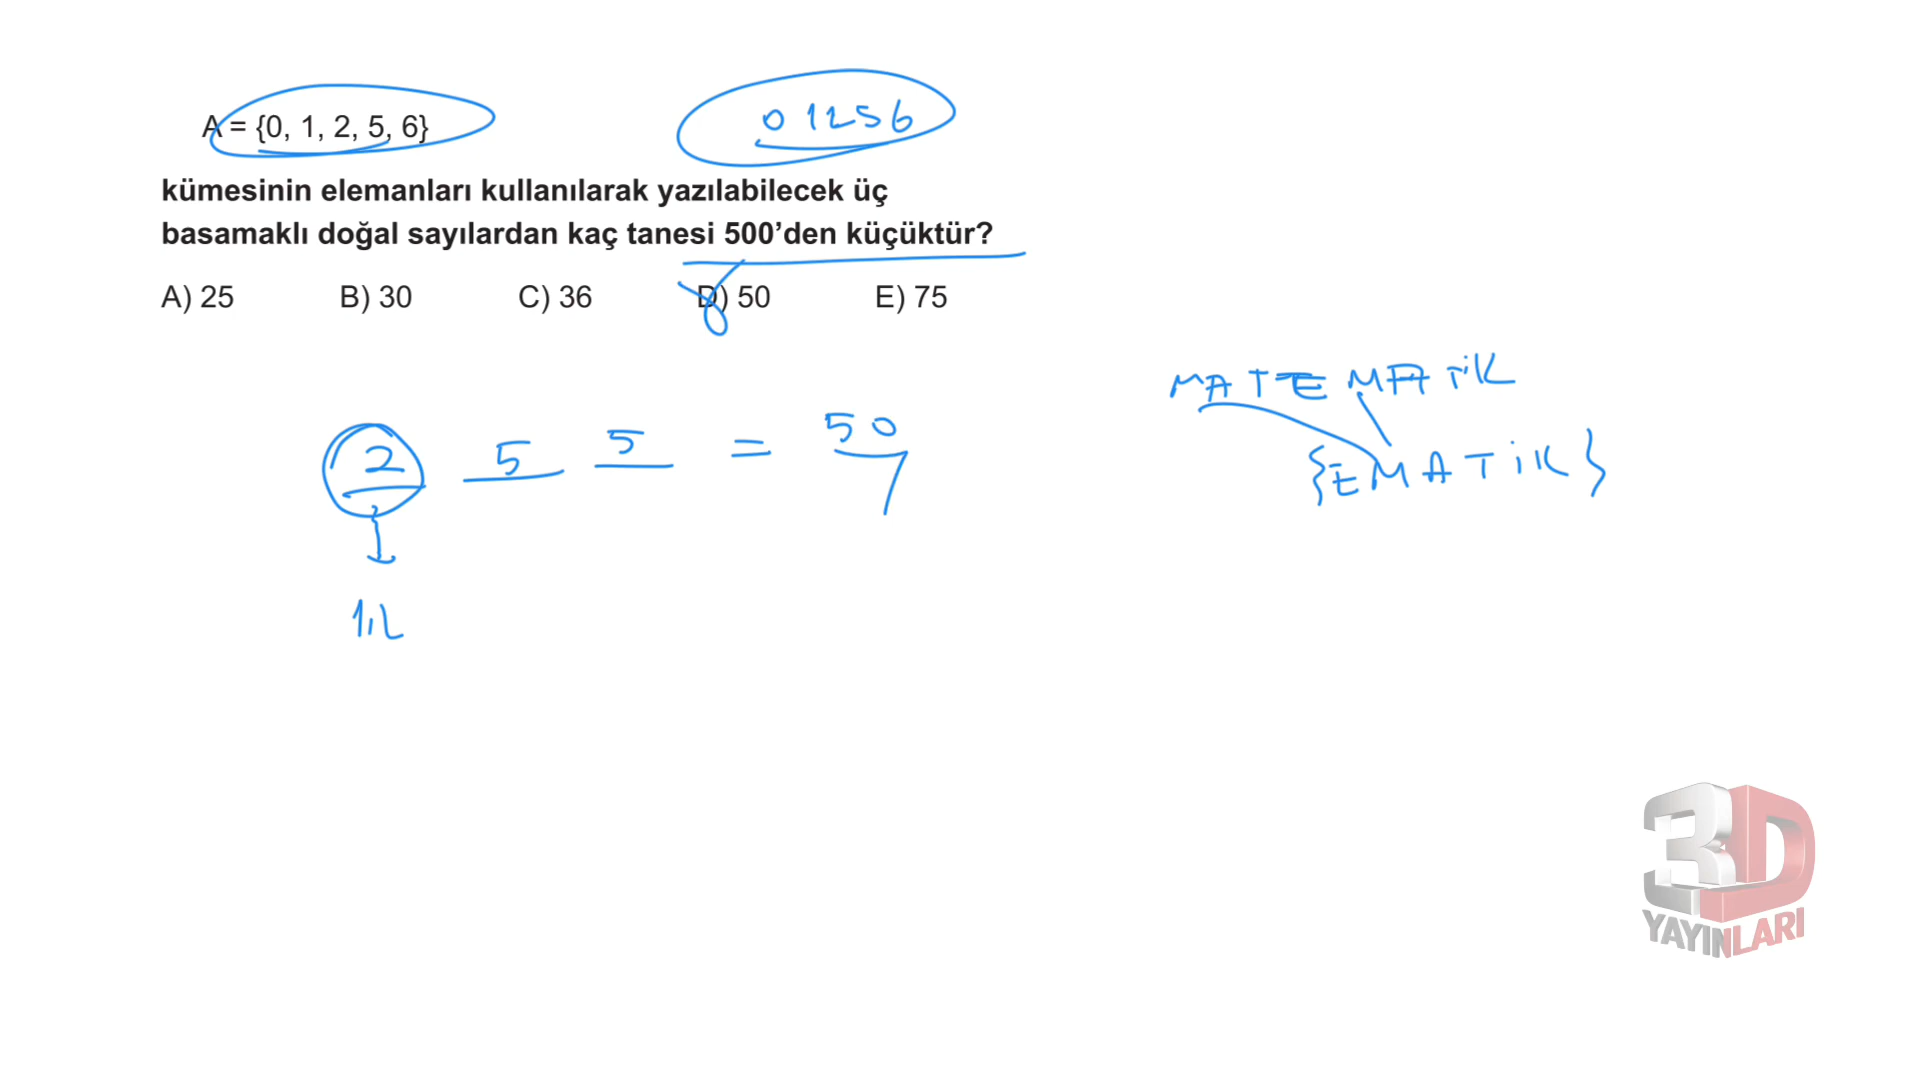 A = {0, 1, 2, 5, 6}
0 1 2 5 6
kümesinin elemanları kullanılarak yazılabilecek üç
basamaklı doğal sayılardan kaç tanesi 500’den küçüktür?
A) 25 B) 30 C) 36 D) 50 E) 75
MATEMATİK
{EMATİK}
2 5 5 = 50
1,2
3D
YAYINLARI